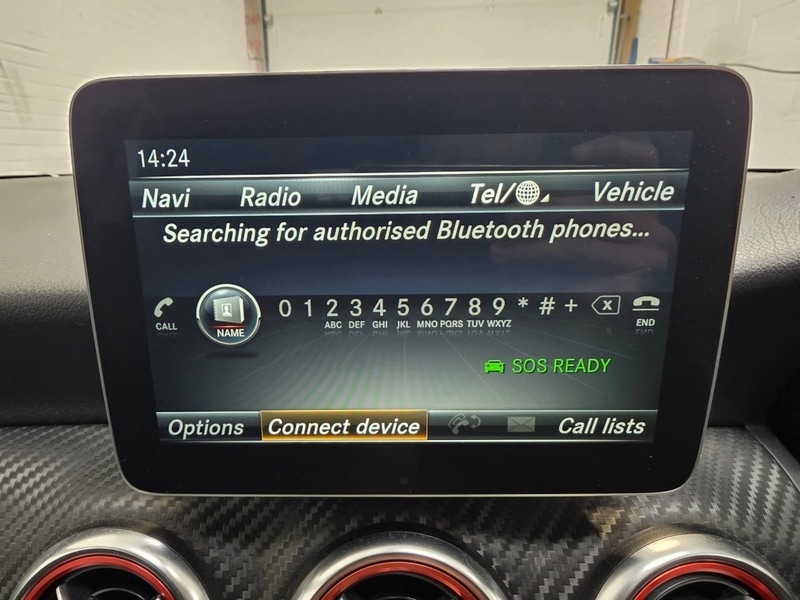 14:24
Navi Radio Media Tel/ Vehicle
Searching for authorised Bluetooth phones...
0 1 2 3 4 5 6 7 8 9 * # +
CALL NAME ABC DEF GHI JKL MNO PQRS TUV WXYZ END
SOS READY
Options Connect device Call lists